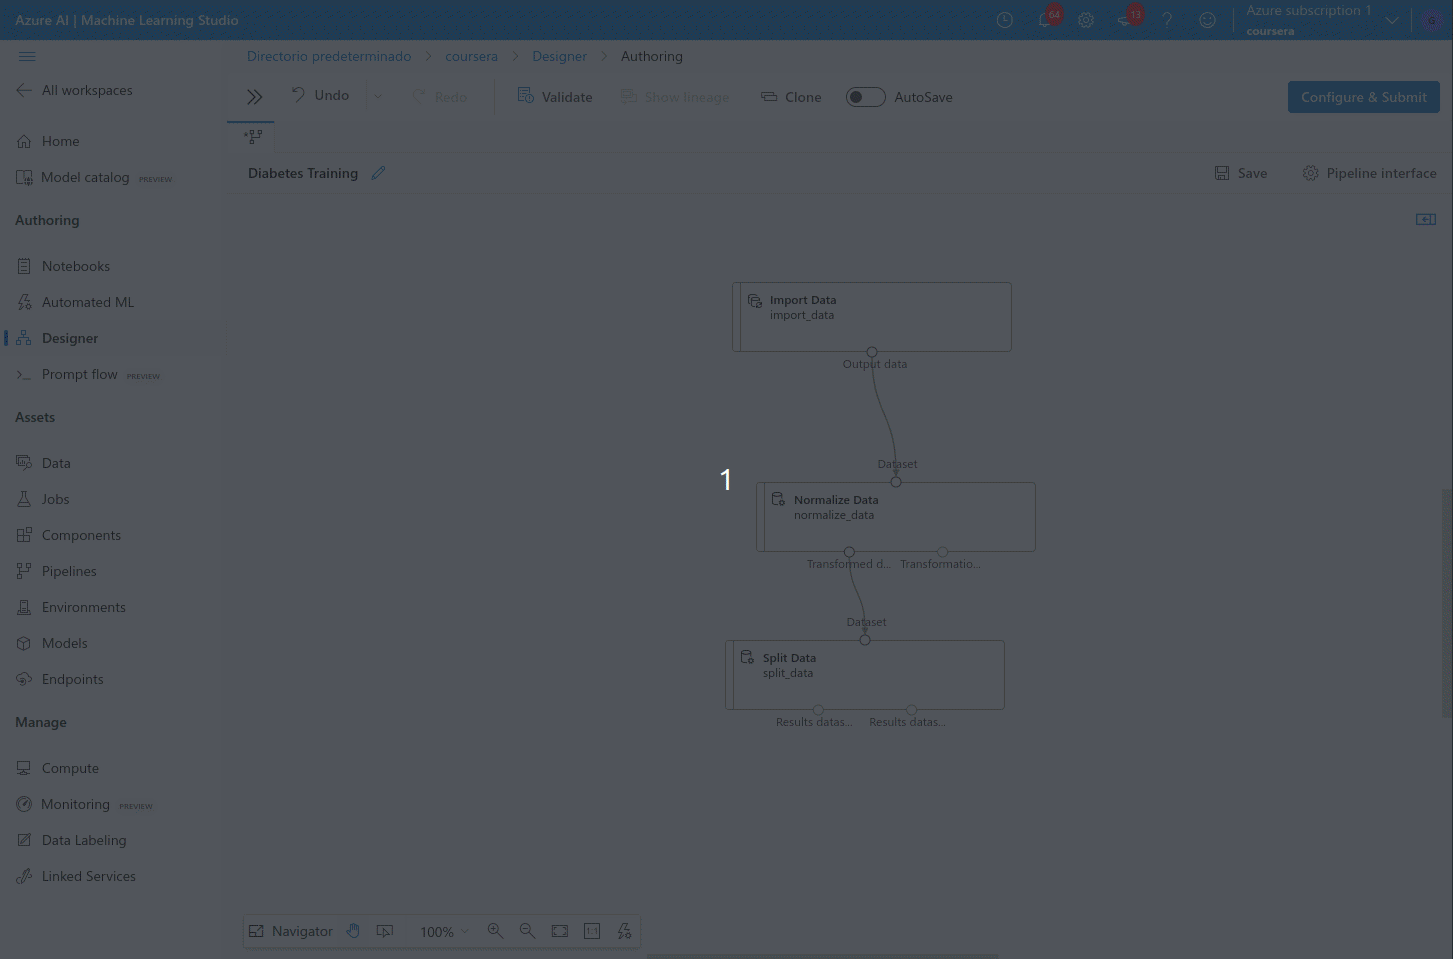 Azure AI | Machine Learning Studio
64
13
Azure subscription 1
coursera
All workspaces
Home
Model catalog PREVIEW
Authoring
Notebooks
Automated ML
Designer
Prompt flow PREVIEW
Assets
Data
Jobs
Components
Pipelines
Environments
Models
Endpoints
Manage
Compute
Monitoring PREVIEW
Data Labeling
Linked Services
Directorio predeterminado > coursera > Designer > Authoring
Undo Redo Validate Show lineage Clone AutoSave Configure & Submit
Diabetes Training Save Pipeline interface
Import Data
import_data
Output data
Dataset
Normalize Data
normalize_data
Transformed d... Transformatio...
Dataset
Split Data
split_data
Results datas... Results datas...
1
Navigator 100% 1:1